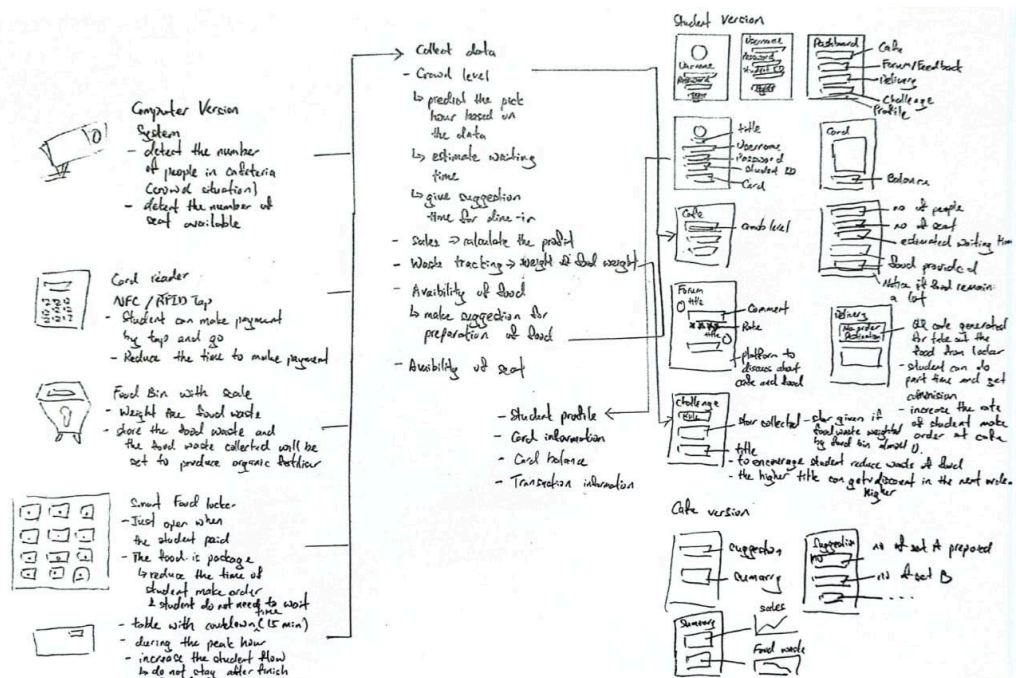 Computer Version
System
- detect the number
of people in cafeteria
(crowd situation)
- detect the number of
seat available
Card reader
NFC / RFID Tap
- Student can make payment
by tap and go
- Reduce the time to make payment
Food Bin with scale
- Weight the food waste
- store the food waste and
the food waste collected will be
set to produce organic fertiliser
Smart Food locker
- Just open when
the student paid
- The food is package
↳ reduce the time of
student make order
& student do not need to wait
time
- table with countdown (15 min)
- during the peak hour
- increase the student flow
↳ do not stay after finish
Collect data
- Crowd level
↳ predict the pick
hour based on
the data
↳ estimate waiting
time
↳ give suggestion
time for dine-in
- Sales → calculate the profit
- Waste tracking → weight of food weight
- Avaibility of food
↳ make suggestion for
preparation of food
- Avaibility of seat
- Student profile
- Card information
- Card balance
- Transaction information
Student Version
Username
Password
Username
Password
Student ID
Dashboard
Cafe
Forum/Feedback
Delivery
Challenge
Profile
title
Username
Password
Student ID
Card
Card
Balance
Cafe
crowd level
no of people
no of seat
estimated waiting time
food provided
Notice if food remain
a lot
Forum
title
Comment
Rate
title
platform to
discuss about
cafe and food
Delivery
No order
Destination
QR code generated
for take out the
food from locker
- student can do
part time and get
commission
- increase the rate
of student make
order at cafe
Challenge
title
star collected - star given if
food waste weighted
by food bin almost 0.
title
- to encourage student reduce waste of food
- the higher title can get discount in the next order.
higher
Cafe version
suggestion
summary
Suggestion
no of set A prepared
no of set B
.....
Summary
sales
Food waste